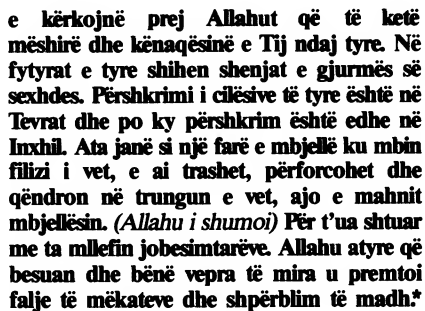 e kërkojnë prej Allahut që të ketë
mëshirë dhe kënaqësinë e Tij ndaj tyre. Në
fytyrat e tyre shihen shenjat e gjurmës së
sexhdes. Përshkrimi i cilësive të tyre është në
Tevrat dhe po ky përshkrim është edhe në
Inxhil. Ata janë si një farë e mbjellë ku mbin
filizi i vet, e ai trashet, përforcohet dhe
qëndron në trungun e vet, ajo e mahnit
mbjellësin. (Allahu i shumoi) Për t'ua shtuar
me ta mllefin jobesimtarëve. Allahu atyre që
besuan dhe bënë vepra të mira u premtoi
falje të mëkateve dhe shpërblim të madh.*